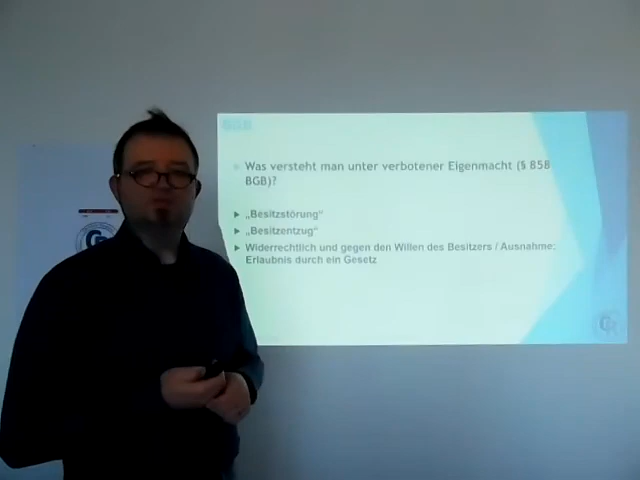 BGB
Was versteht man unter verbotener Eigenmacht (§ 858
BGB)?
„Besitzstörung“
„Besitzentzug“
Widerrechtlich und gegen den Willen des Besitzers / Ausnahme:
Erlaubnis durch ein Gesetz